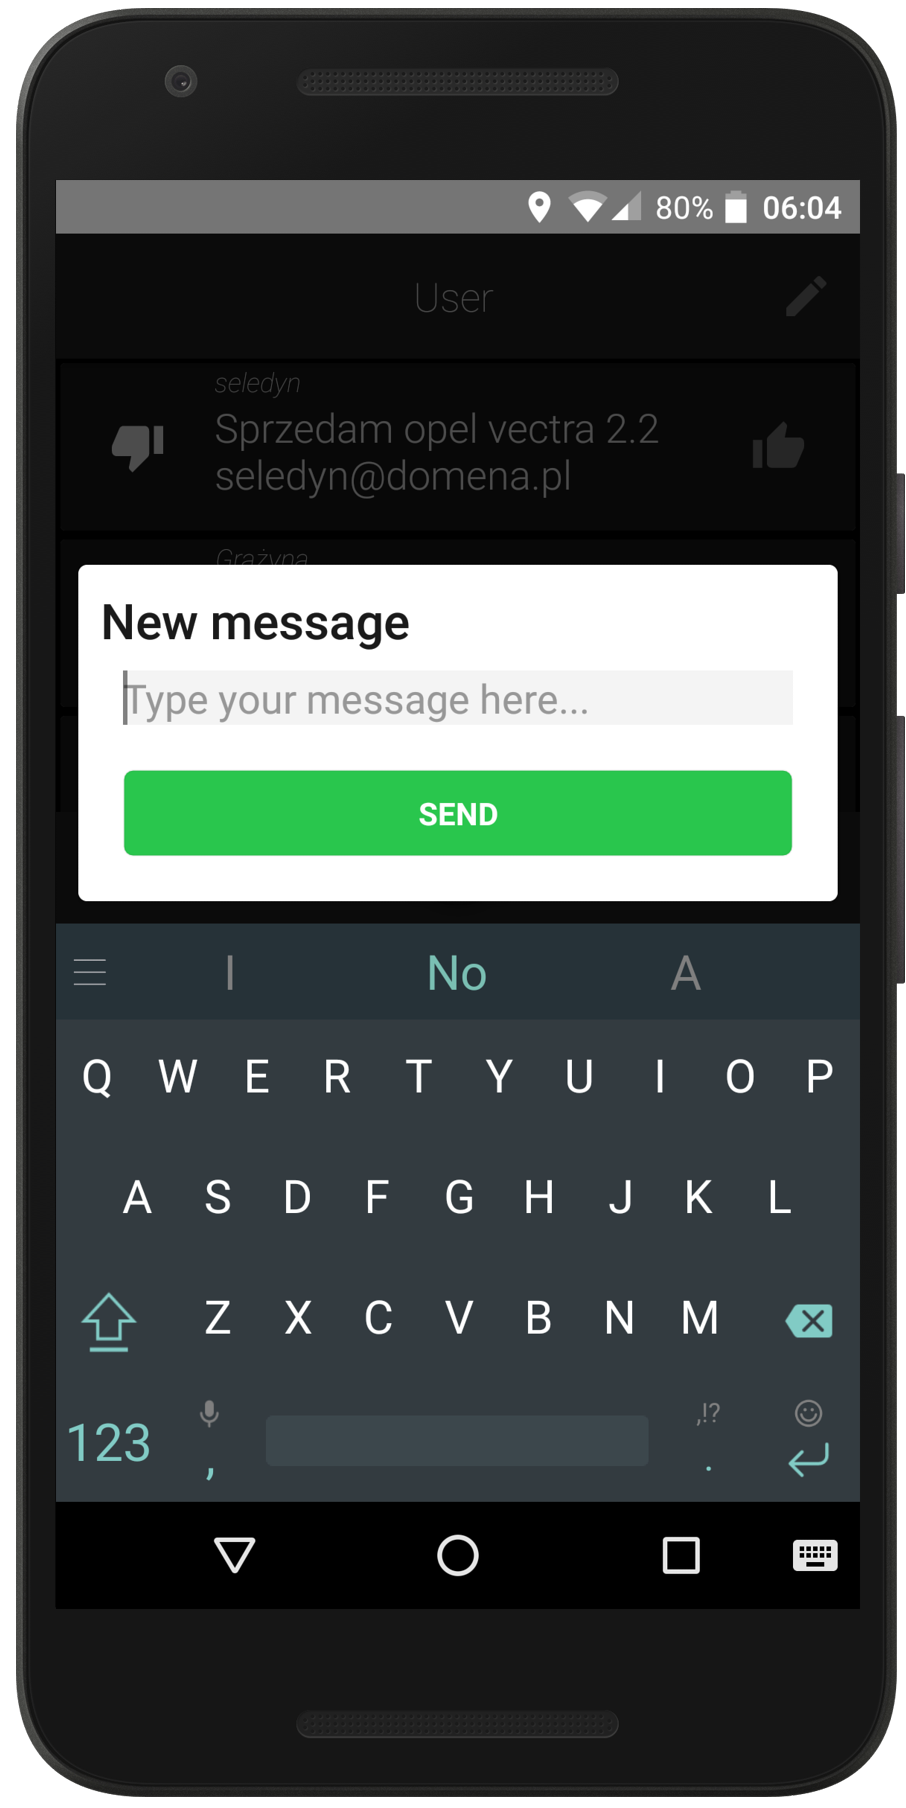 80% 06:04
User
seledyn
Sprzedam opel vectra 2.2
seledyn@domena.pl
Grażyna
New message
Type your message here...
SEND
I No A
Q W E R T Y U I O P
A S D F G H J K L
Z X C V B N M
,!?
123 , .